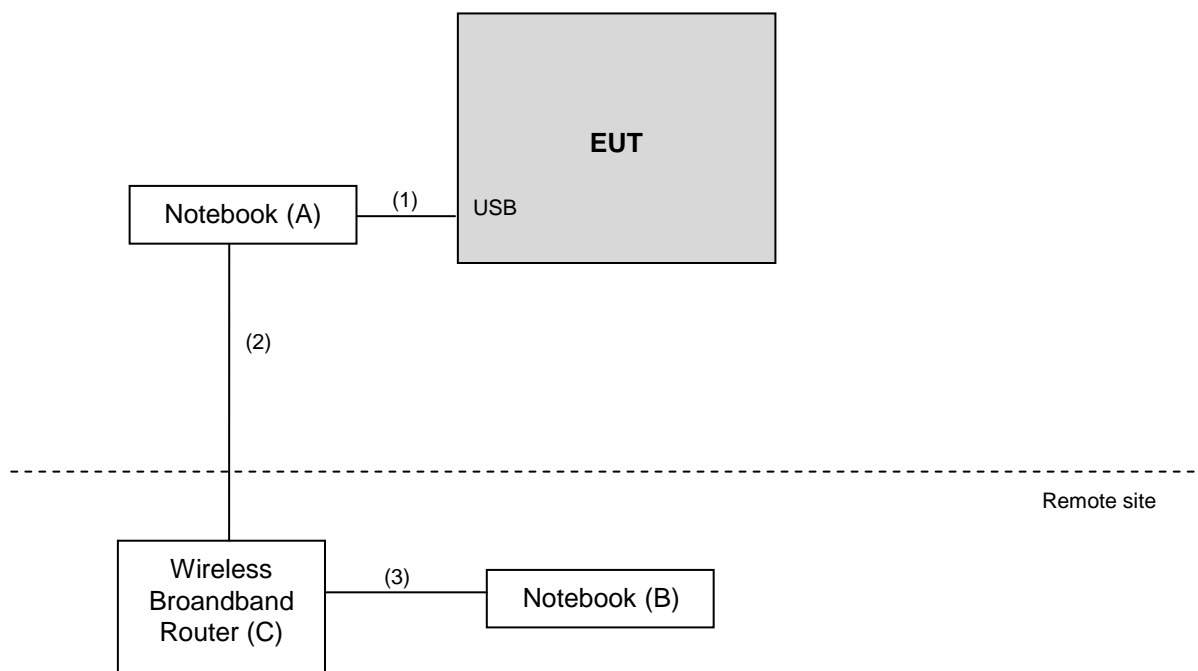 EUT
Notebook (A)
(1)
USB
(2)
Remote site
Wireless
Broandband
Router (C)
(3)
Notebook (B)